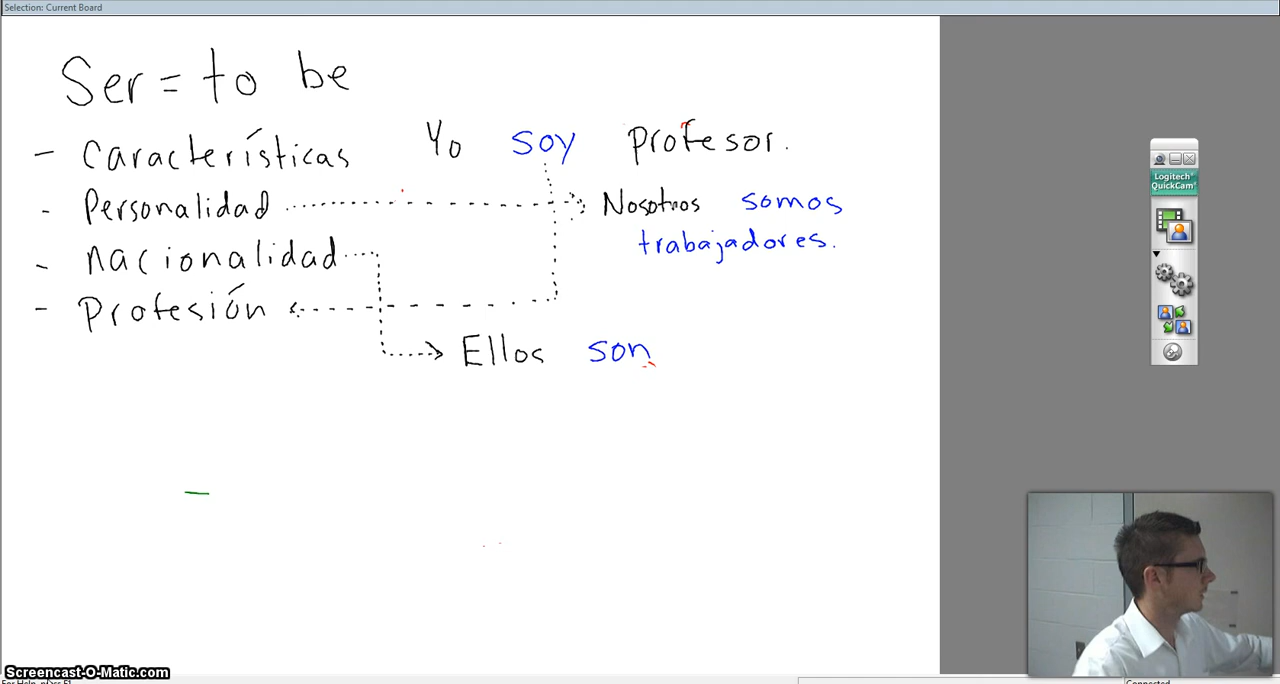 Selection: Current Board
Ser = to be
- Características
Yo soy profesor.
- Personalidad
Nosotros somos
trabajadores.
- nacionalidad
- Profesión
Ellos son
Logitech®
QuickCam®
Screencast-O-Matic.com